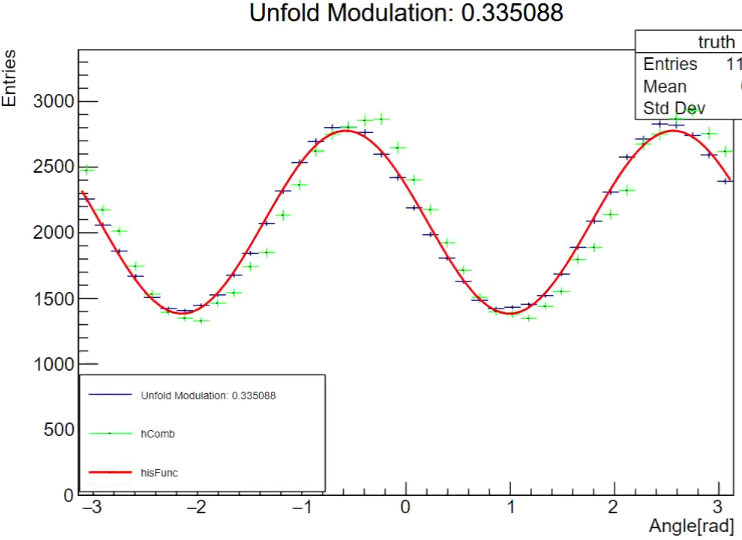 Unfold Modulation: 0.335088
Entries
truth
Entries 11
Mean
Std Dev
3000
2500
2000
1500
1000
500
0
Unfold Modulation: 0.335088
hComb
hisFunc
−3 −2 −1 0 1 2 3
Angle[rad]